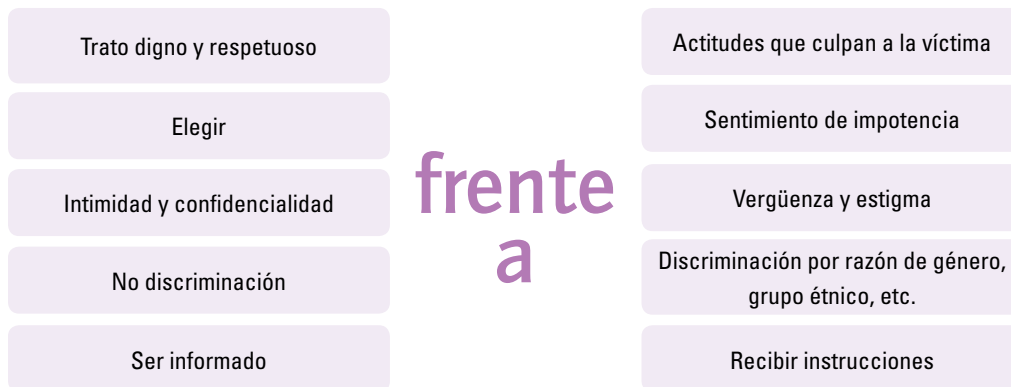 Trato digno y respetuoso
Elegir
Intimidad y confidencialidad
No discriminación
Ser informado
frente
a
Actitudes que culpan a la víctima
Sentimiento de impotencia
Vergüenza y estigma
Discriminación por razón de género,
grupo étnico, etc.
Recibir instrucciones